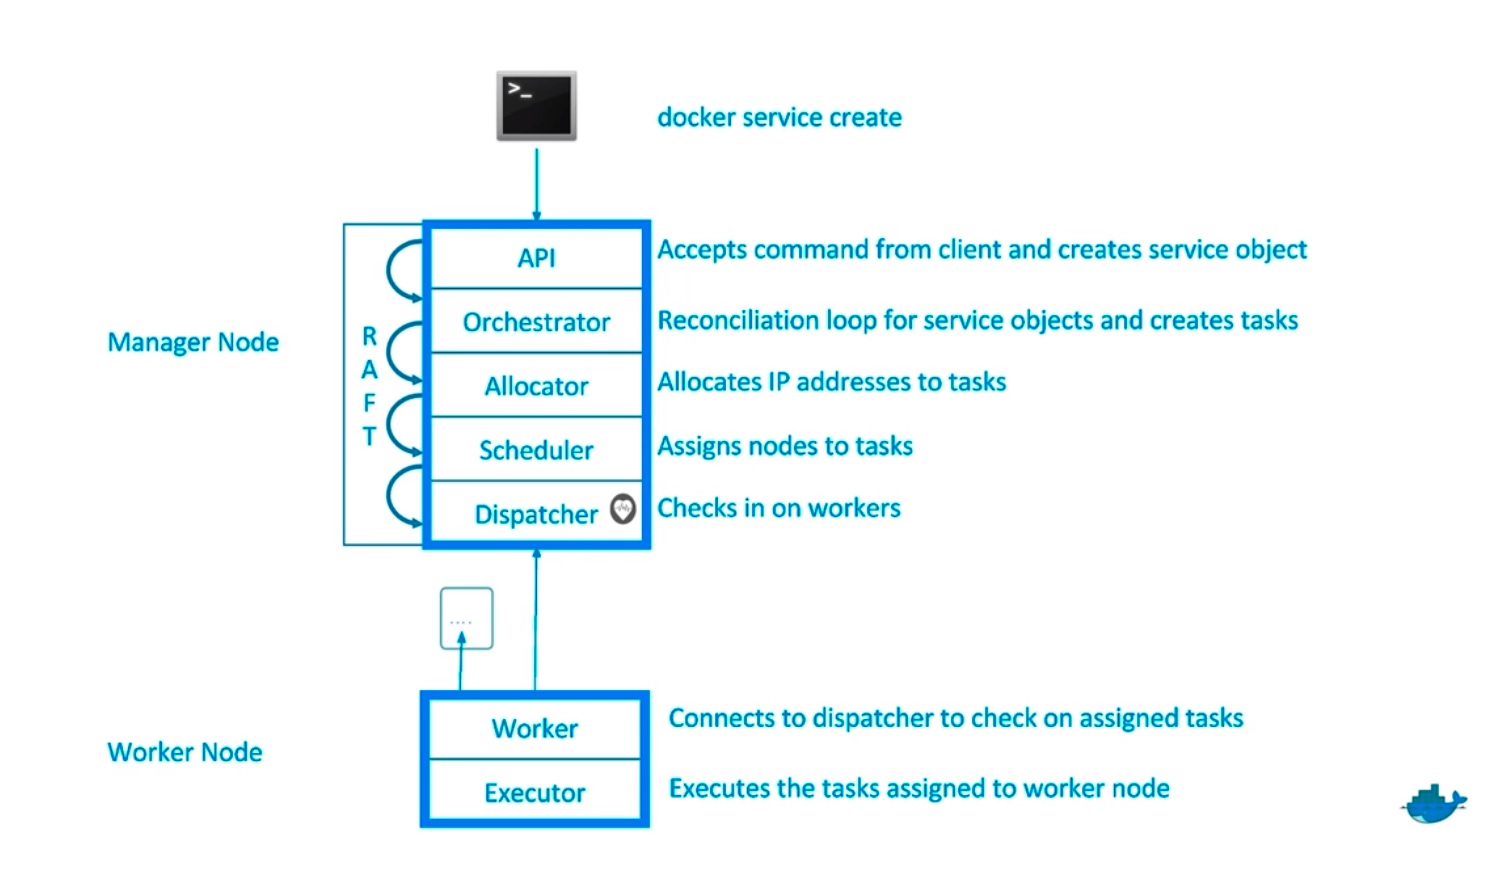 >_
docker service create
API
Accepts command from client and creates service object
Manager Node
RAFT
Orchestrator
Reconciliation loop for service objects and creates tasks
Allocator
Allocates IP addresses to tasks
Scheduler
Assigns nodes to tasks
Dispatcher
Checks in on workers
....
Worker Node
Worker
Connects to dispatcher to check on assigned tasks
Executor
Executes the tasks assigned to worker node